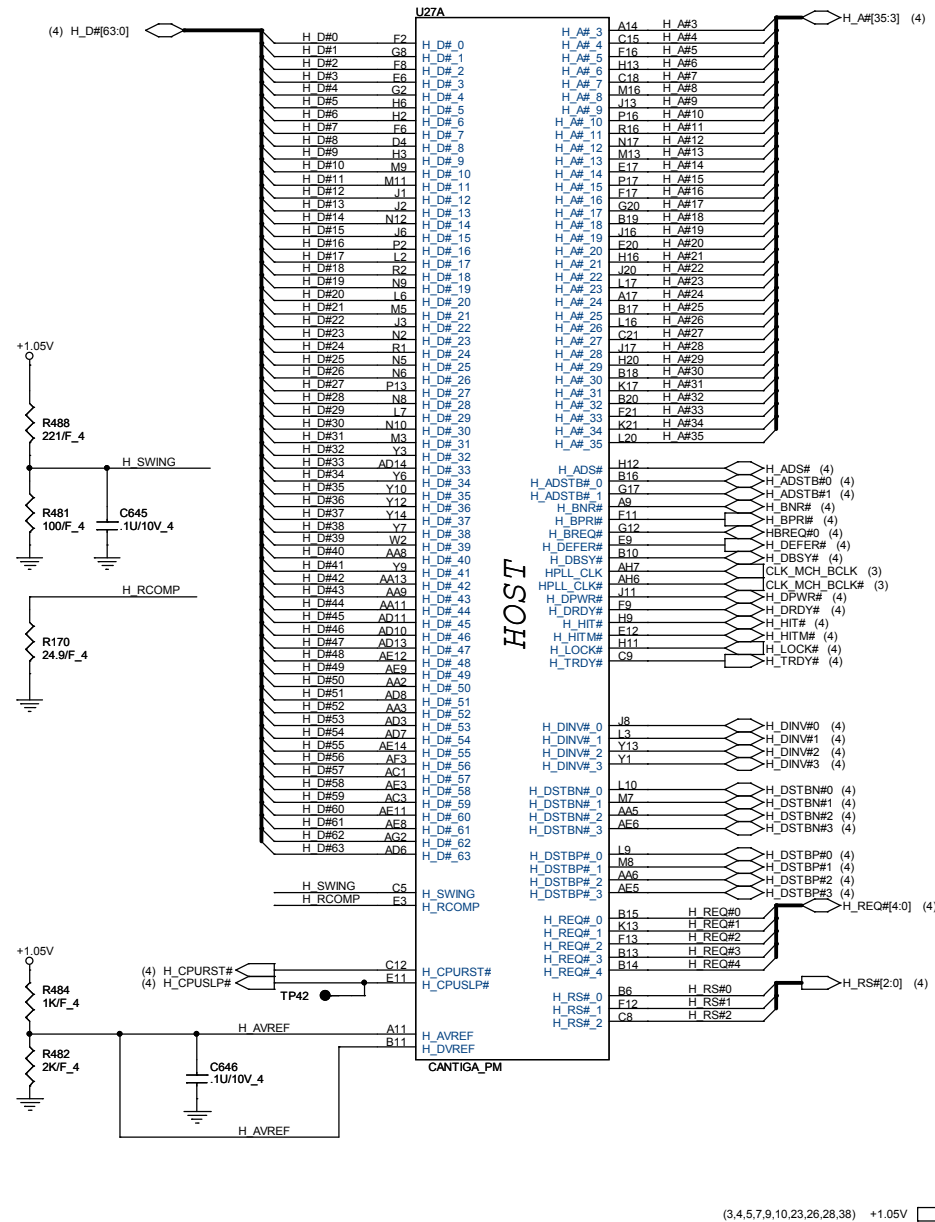 U27A
(4) H_D#[63:0]
H_D#0 F2 H_D#_0
H_D#1 G8 H_D#_1
H_D#2 F8 H_D#_2
H_D#3 E6 H_D#_3
H_D#4 G2 H_D#_4
H_D#5 H6 H_D#_5
H_D#6 H2 H_D#_6
H_D#7 F6 H_D#_7
H_D#8 D4 H_D#_8
H_D#9 H3 H_D#_9
H_D#10 M9 H_D#_10
H_D#11 M11 H_D#_11
H_D#12 J1 H_D#_12
H_D#13 J2 H_D#_13
H_D#14 N12 H_D#_14
H_D#15 J6 H_D#_15
H_D#16 P2 H_D#_16
H_D#17 L2 H_D#_17
H_D#18 R2 H_D#_18
H_D#19 N9 H_D#_19
H_D#20 L6 H_D#_20
H_D#21 M5 H_D#_21
H_D#22 J3 H_D#_22
H_D#23 N2 H_D#_23
H_D#24 R1 H_D#_24
H_D#25 N5 H_D#_25
H_D#26 N6 H_D#_26
H_D#27 P13 H_D#_27
H_D#28 N8 H_D#_28
H_D#29 L7 H_D#_29
H_D#30 N10 H_D#_30
H_D#31 M3 H_D#_31
H_D#32 Y3 H_D#_32
H_D#33 AD14 H_D#_33
H_D#34 Y6 H_D#_34
H_D#35 Y10 H_D#_35
H_D#36 Y12 H_D#_36
H_D#37 Y14 H_D#_37
H_D#38 Y7 H_D#_38
H_D#39 W2 H_D#_39
H_D#40 AA8 H_D#_40
H_D#41 Y9 H_D#_41
H_D#42 AA13 H_D#_42
H_D#43 AA9 H_D#_43
H_D#44 AA11 H_D#_44
H_D#45 AD11 H_D#_45
H_D#46 AD10 H_D#_46
H_D#47 AD13 H_D#_47
H_D#48 AE12 H_D#_48
H_D#49 AE9 H_D#_49
H_D#50 AA2 H_D#_50
H_D#51 AD8 H_D#_51
H_D#52 AA3 H_D#_52
H_D#53 AD3 H_D#_53
H_D#54 AD7 H_D#_54
H_D#55 AE14 H_D#_55
H_D#56 AF3 H_D#_56
H_D#57 AC1 H_D#_57
H_D#58 AE3 H_D#_58
H_D#59 AC3 H_D#_59
H_D#60 AE11 H_D#_60
H_D#61 AE8 H_D#_61
H_D#62 AG2 H_D#_62
H_D#63 AD6 H_D#_63
H_SWING C5 H_SWING
H_RCOMP E3 H_RCOMP
(4) H_CPURST# C12 H_CPURST#
(4) H_CPUSLP# E11 H_CPUSLP#
TP42
H_AVREF A11 H_AVREF
B11 H_DVREF
H_AVREF
+1.05V
R488
221/F_4
H_SWING
R481
100/F_4
C645
.1U/10V_4
H_RCOMP
R170
24.9/F_4
+1.05V
R484
1K/F_4
R482
2K/F_4
C646
.1U/10V_4
HOST
CANTIGA_PM
H_A#[35:3] (4)
H_A#_3 A14 H_A#3
H_A#_4 C15 H_A#4
H_A#_5 F16 H_A#5
H_A#_6 H13 H_A#6
H_A#_7 C18 H_A#7
H_A#_8 M16 H_A#8
H_A#_9 J13 H_A#9
H_A#_10 P16 H_A#10
H_A#_11 R16 H_A#11
H_A#_12 N17 H_A#12
H_A#_13 M13 H_A#13
H_A#_14 E17 H_A#14
H_A#_15 P17 H_A#15
H_A#_16 F17 H_A#16
H_A#_17 G20 H_A#17
H_A#_18 B19 H_A#18
H_A#_19 J16 H_A#19
H_A#_20 E20 H_A#20
H_A#_21 H16 H_A#21
H_A#_22 J20 H_A#22
H_A#_23 L17 H_A#23
H_A#_24 A17 H_A#24
H_A#_25 B17 H_A#25
H_A#_26 L16 H_A#26
H_A#_27 C21 H_A#27
H_A#_28 J17 H_A#28
H_A#_29 H20 H_A#29
H_A#_30 B18 H_A#30
H_A#_31 K17 H_A#31
H_A#_32 B20 H_A#32
H_A#_33 F21 H_A#33
H_A#_34 K21 H_A#34
H_A#_35 L20 H_A#35
H_ADS# H12 H_ADS# (4)
H_ADSTB#_0 B16 H_ADSTB#0 (4)
H_ADSTB#_1 G17 H_ADSTB#1 (4)
H_BNR# A9 H_BNR# (4)
H_BPRI# F11 H_BPRI# (4)
H_BREQ# G12 HBREQ#0 (4)
H_DEFER# E9 H_DEFER# (4)
H_DBSY# B10 H_DBSY# (4)
HPLL_CLK AH7 CLK_MCH_BCLK (3)
HPLL_CLK# AH6 CLK_MCH_BCLK# (3)
H_DPWR# J11 H_DPWR# (4)
H_DRDY# F9 H_DRDY# (4)
H_HIT# H9 H_HIT# (4)
H_HITM# E12 H_HITM# (4)
H_LOCK# H11 H_LOCK# (4)
H_TRDY# C9 H_TRDY# (4)
H_DINV#_0 J8 H_DINV#0 (4)
H_DINV#_1 L3 H_DINV#1 (4)
H_DINV#_2 Y13 H_DINV#2 (4)
H_DINV#_3 Y1 H_DINV#3 (4)
H_DSTBN#_0 L10 H_DSTBN#0 (4)
H_DSTBN#_1 M7 H_DSTBN#1 (4)
H_DSTBN#_2 AA5 H_DSTBN#2 (4)
H_DSTBN#_3 AE6 H_DSTBN#3 (4)
H_DSTBP#_0 L9 H_DSTBP#0 (4)
H_DSTBP#_1 M8 H_DSTBP#1 (4)
H_DSTBP#_2 AA6 H_DSTBP#2 (4)
H_DSTBP#_3 AE5 H_DSTBP#3 (4)
H_REQ#[4:0] (4)
H_REQ#_0 B15 H_REQ#0
H_REQ#_1 K13 H_REQ#1
H_REQ#_2 F13 H_REQ#2
H_REQ#_3 B13 H_REQ#3
H_REQ#_4 B14 H_REQ#4
H_RS#[2:0] (4)
H_RS#_0 B6 H_RS#0
H_RS#_1 F12 H_RS#1
H_RS#_2 C8 H_RS#2
(3,4,5,7,9,10,23,26,28,38) +1.05V